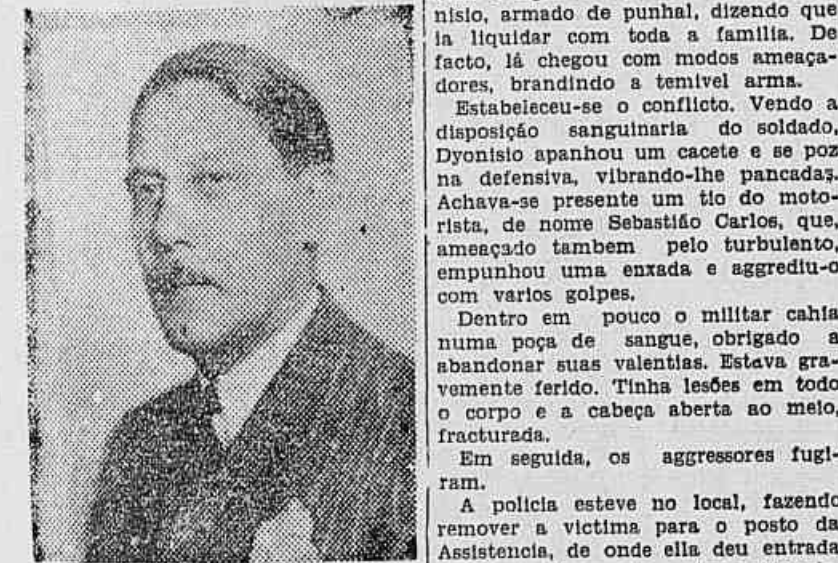 nisio, armado de punhal, dizendo que
ia liquidar com toda a familia. De
facto, lá chegou com modos ameaça-
dores, brandindo a temivel arma.
Estabeleceu-se o conflicto. Vendo a
disposição sanguinaria do soldado,
Dyonisio apanhou um cacete e se poz
na defensiva, vibrando-lhe pancadas.
Achava-se presente um tio do moto-
rista, de nome Sebastião Carlos, que,
ameaçado tambem pelo turbulento,
empunhou uma enxada e aggrediu-o
com varios golpes.
Dentro em pouco o militar cahia
numa poça de sangue, obrigado a
abandonar suas valentias. Estava gra-
vemente ferido. Tinha lesões em todo
o corpo e a cabeça aberta ao meio,
fracturada.
Em seguida, os aggressores fugi-
ram.
A policia esteve no local, fazendo
remover a victima para o posto da
Assistencia, de onde ella deu entrada